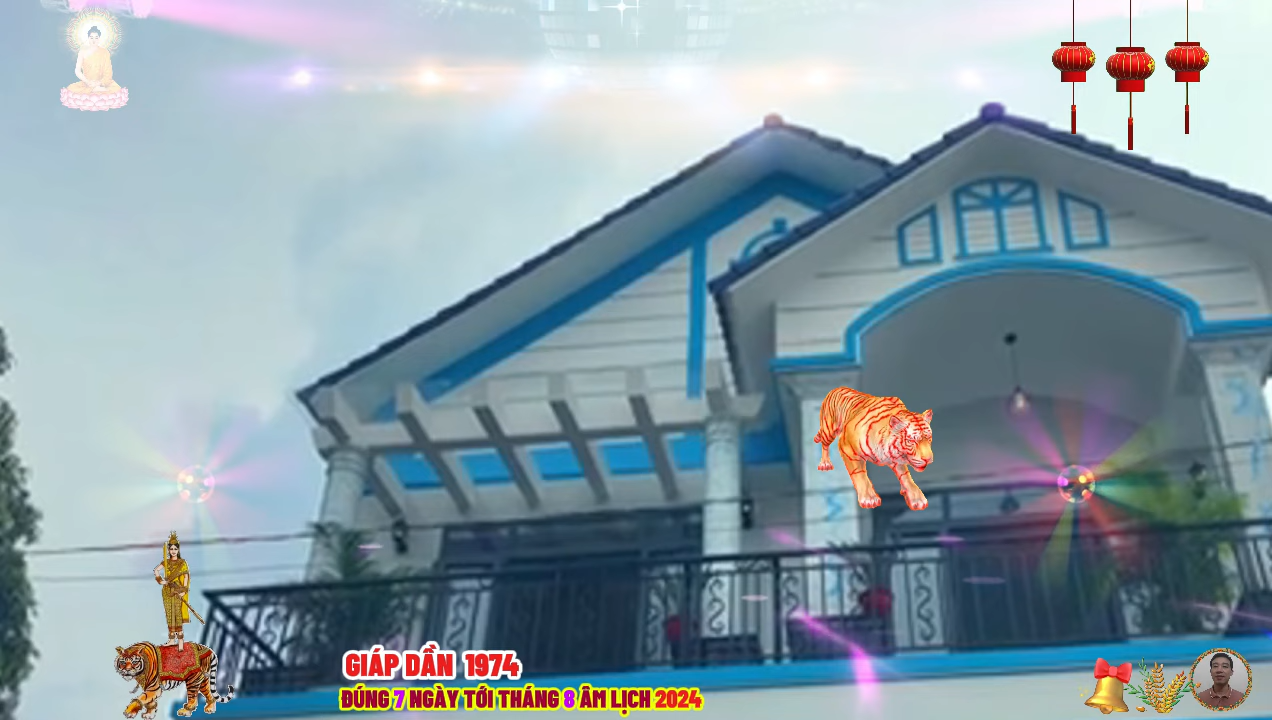 GIÁP DẦN 1974
ĐÚNG 7 NGÀY TỚI THÁNG 8 ÂM LỊCH 2024